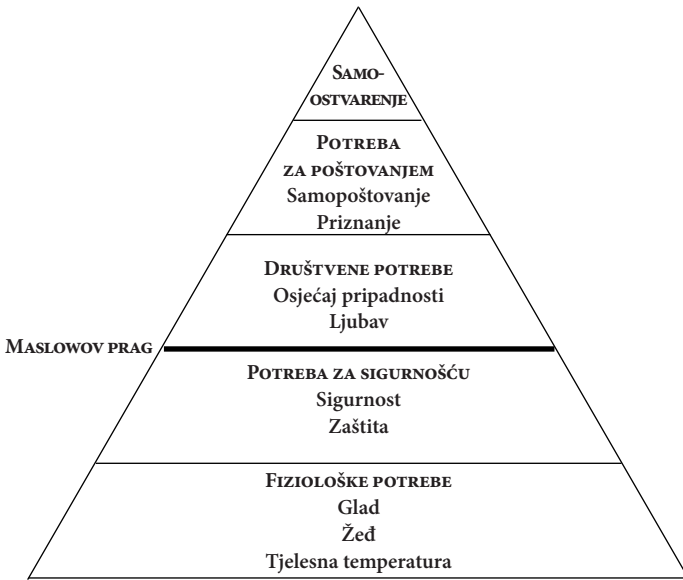 Samo-
ostvarenje
Potreba
za poštovanjem
Samopoštovanje
Priznanje
Društvene potrebe
Osjećaj pripadnosti
Ljubav
Maslowov prag
Potreba za sigurnošću
Sigurnost
Zaštita
Fiziološke potrebe
Glad
Žeđ
Tjelesna temperatura